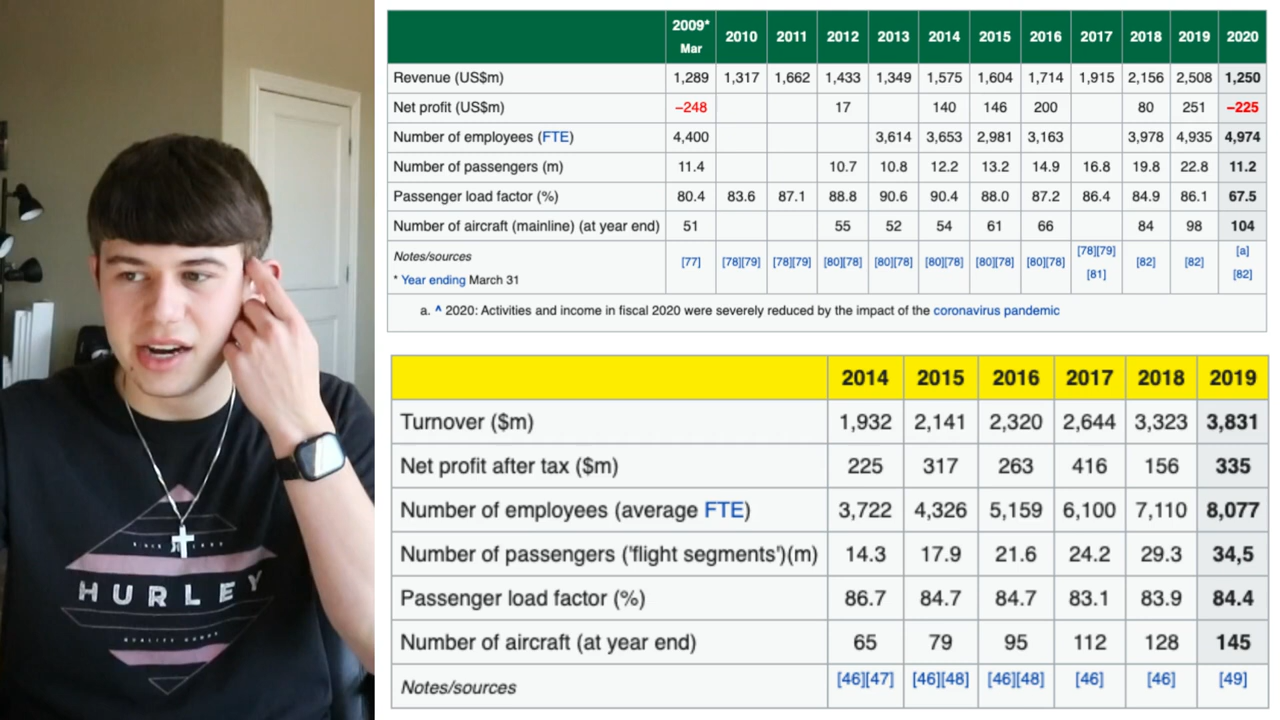 HURLEY
2009* Mar 2010 2011 2012 2013 2014 2015 2016 2017 2018 2019 2020
Revenue (US$m) 1,289 1,317 1,662 1,433 1,349 1,575 1,604 1,714 1,915 2,156 2,508 1,250
Net profit (US$m) −248 17 140 146 200 80 251 −225
Number of employees (FTE) 4,400 3,614 3,653 2,981 3,163 3,978 4,935 4,974
Number of passengers (m) 11.4 10.7 10.8 12.2 13.2 14.9 16.8 19.8 22.8 11.2
Passenger load factor (%) 80.4 83.6 87.1 88.8 90.6 90.4 88.0 87.2 86.4 84.9 86.1 67.5
Number of aircraft (mainline) (at year end) 51 55 52 54 61 66 84 98 104
Notes/sources [77] [78][79] [78][79] [80][78] [80][78] [80][78] [80][78] [80][78] [78][79] [81] [82] [82] [a] [82]
* Year ending March 31
a. ^ 2020: Activities and income in fiscal 2020 were severely reduced by the impact of the coronavirus pandemic
2014 2015 2016 2017 2018 2019
Turnover ($m) 1,932 2,141 2,320 2,644 3,323 3,831
Net profit after tax ($m) 225 317 263 416 156 335
Number of employees (average FTE) 3,722 4,326 5,159 6,100 7,110 8,077
Number of passengers ('flight segments')(m) 14.3 17.9 21.6 24.2 29.3 34,5
Passenger load factor (%) 86.7 84.7 84.7 83.1 83.9 84.4
Number of aircraft (at year end) 65 79 95 112 128 145
Notes/sources [46][47] [46][48] [46][48] [46] [46] [49]